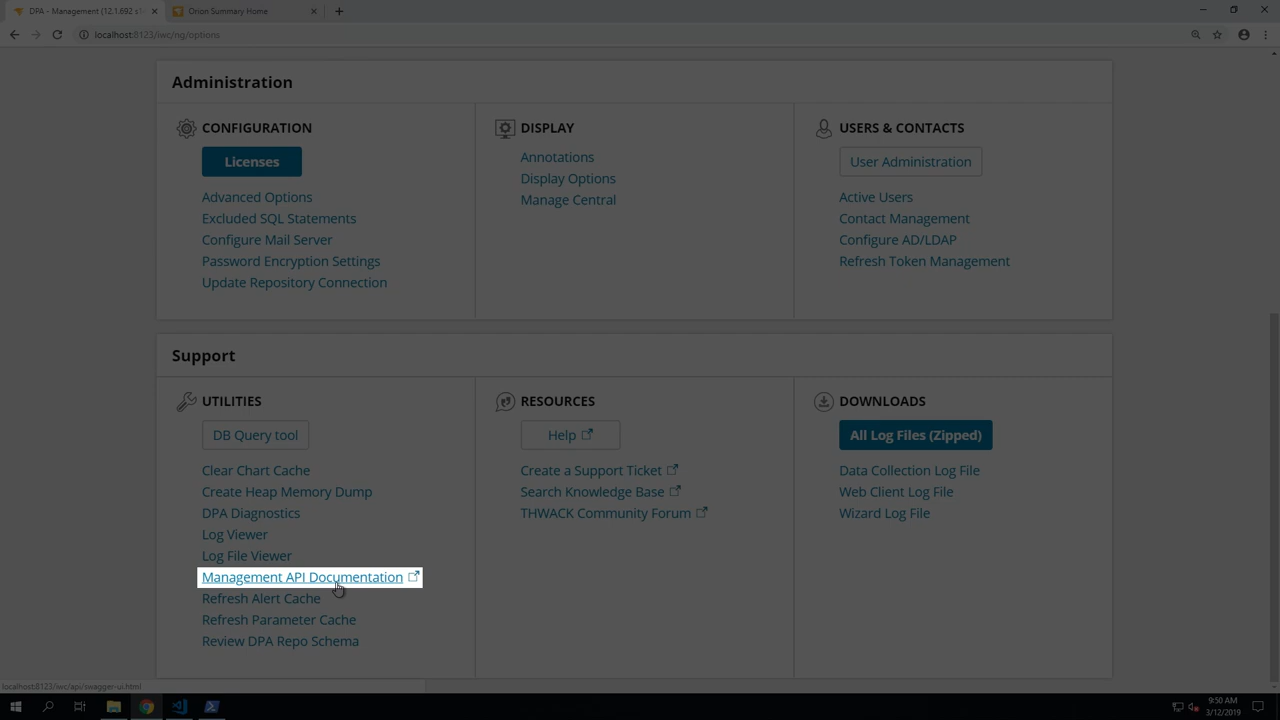 DPA - Management (12.1.692 s1
Orion Summary Home
localhost:8123/iwc/ng/options
Administration
CONFIGURATION
Licenses
Advanced Options
Excluded SQL Statements
Configure Mail Server
Password Encryption Settings
Update Repository Connection
DISPLAY
Annotations
Display Options
Manage Central
USERS & CONTACTS
User Administration
Active Users
Contact Management
Configure AD/LDAP
Refresh Token Management
Support
UTILITIES
DB Query tool
Clear Chart Cache
Create Heap Memory Dump
DPA Diagnostics
Log Viewer
Log File Viewer
Management API Documentation
Refresh Alert Cache
Refresh Parameter Cache
Review DPA Repo Schema
RESOURCES
Help
Create a Support Ticket
Search Knowledge Base
THWACK Community Forum
DOWNLOADS
All Log Files (Zipped)
Data Collection Log File
Web Client Log File
Wizard Log File
localhost:8123/iwc/api/swagger-ui.html
9:50 AM
3/12/2019